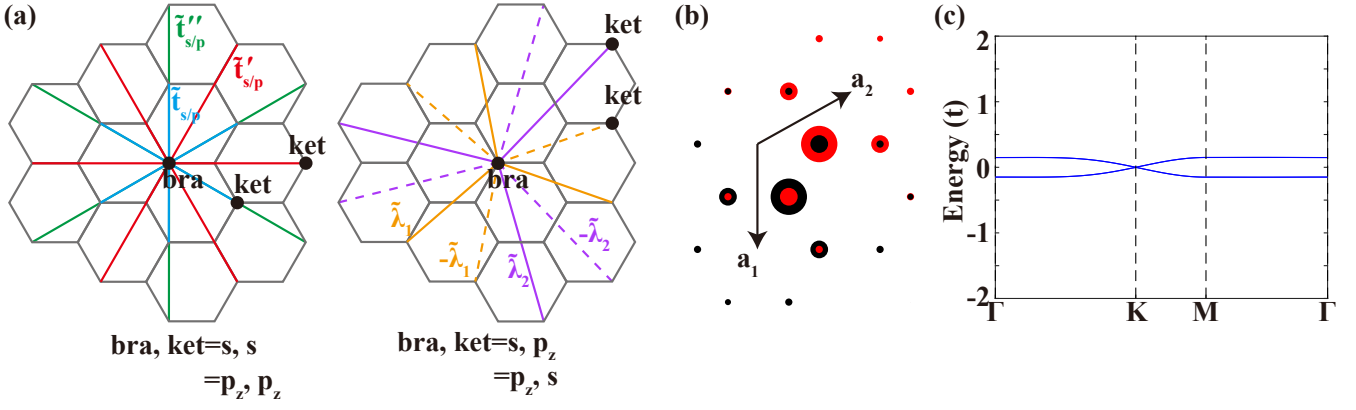 (a)
t̃''s/p
t̃'s/p
t̃s/p
ket
bra
ket
bra, ket=s, s
=pz, pz
ket
ket
bra
λ̃1
-λ̃1
λ̃2
-λ̃2
bra, ket=s, pz
=pz, s
(b)
a2
a1
(c)
Energy (t)
2
1
0
-1
-2
Γ
K
M
Γ